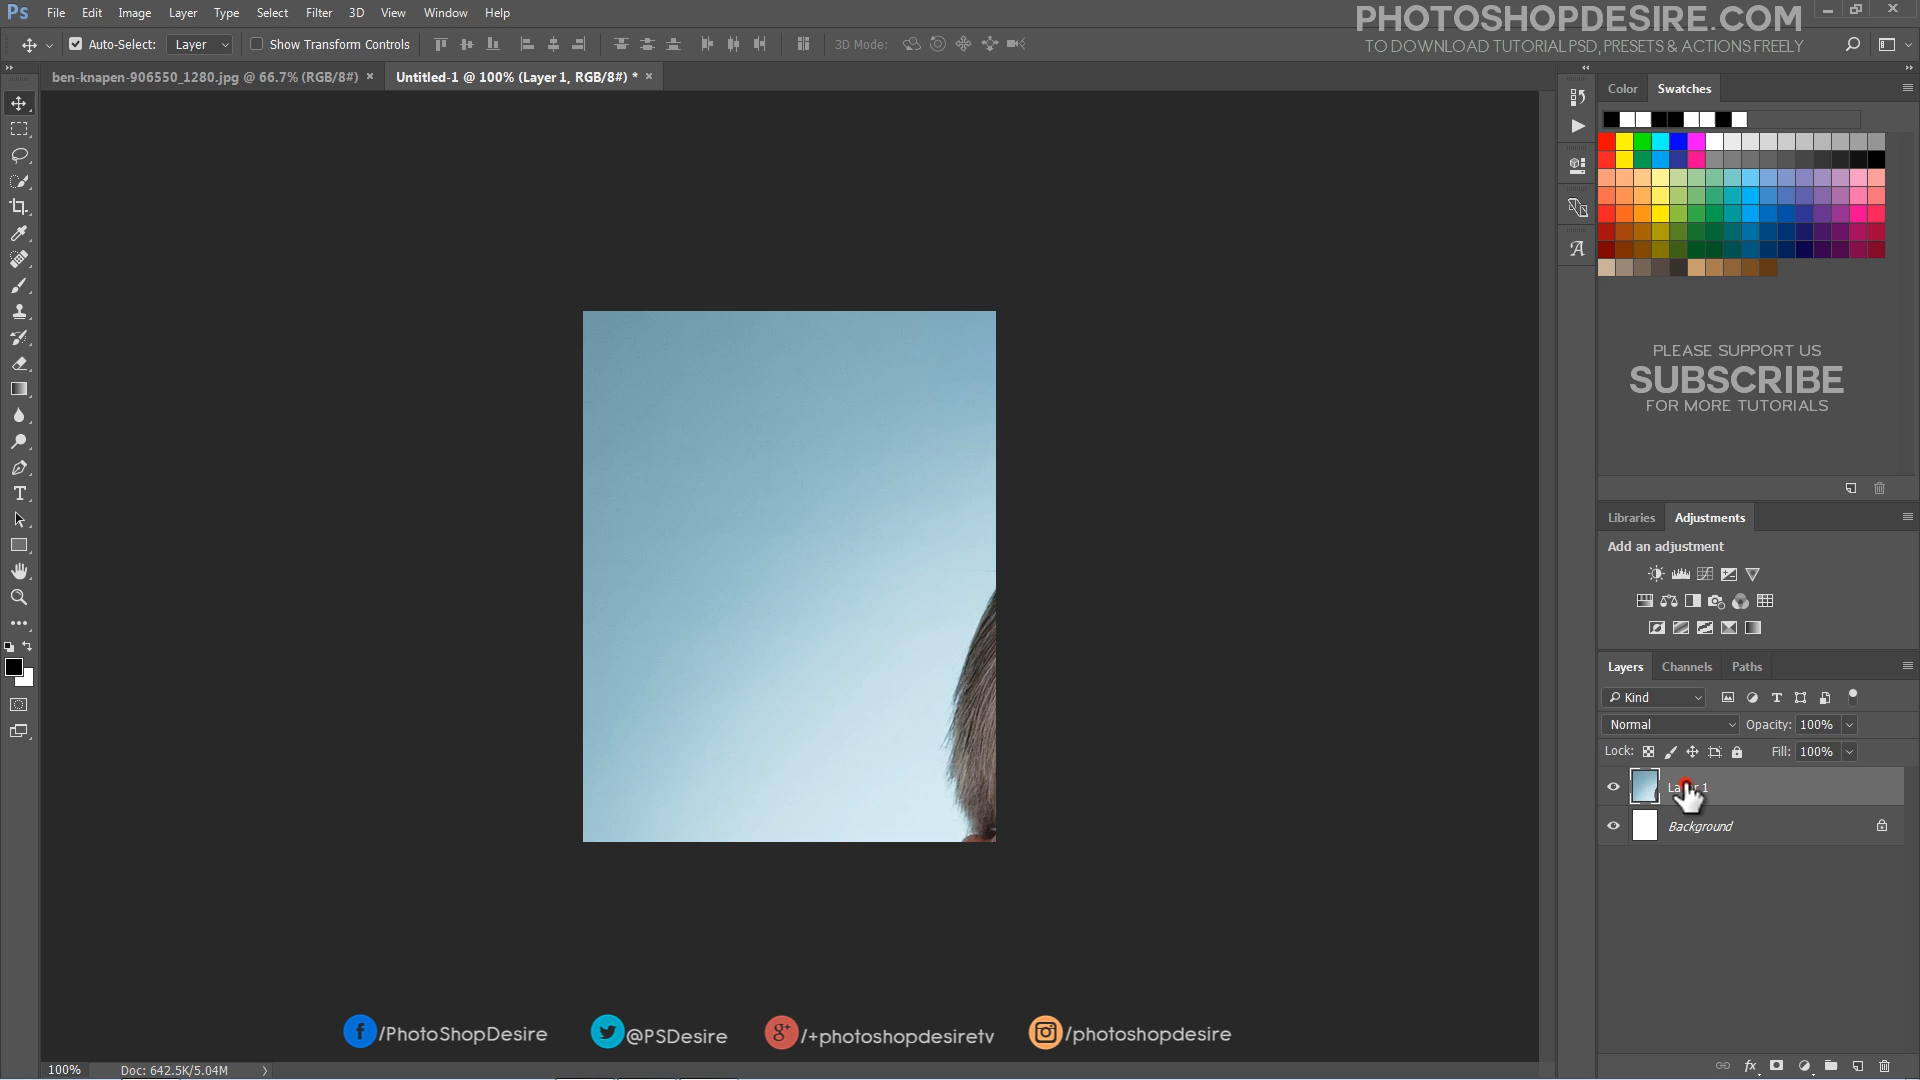 Ps File Edit Image Layer Type Select Filter 3D View Window Help
PHOTOSHOPDESIRE.COM
TO DOWNLOAD TUTORIAL PSD, PRESETS & ACTIONS FREELY
Auto-Select: Layer Show Transform Controls 3D Mode:
ben-knapen-906550_1280.jpg @ 66.7% (RGB/8#) × Untitled-1 @ 100% (Layer 1, RGB/8#) * ×
Color Swatches
PLEASE SUPPORT US
SUBSCRIBE
FOR MORE TUTORIALS
Libraries Adjustments
Add an adjustment
Layers Channels Paths
Kind
Normal Opacity: 100%
Lock: Fill: 100%
Layer 1
Background
/PhotoShopDesire @PSDesire /+photoshopdesiretv /photoshopdesire
100% Doc: 642.5K/5.04M
fx